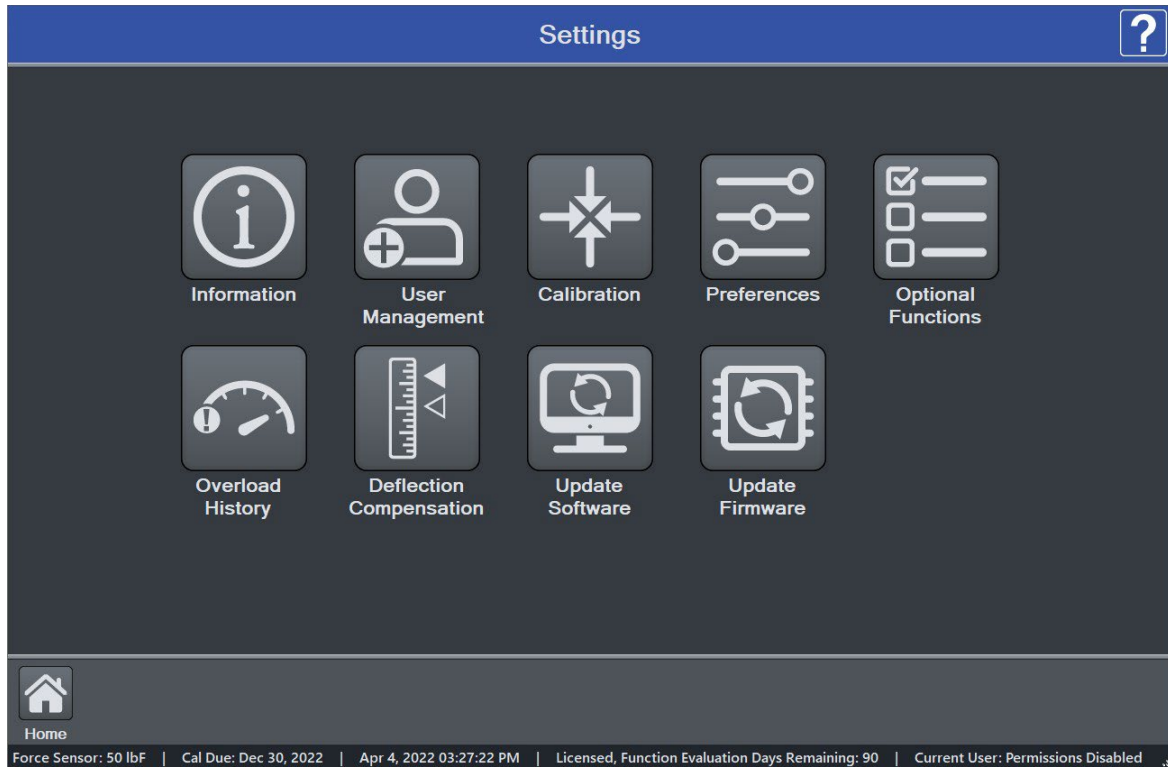 Settings
?
Information
User
Management
Calibration
Preferences
Optional
Functions
Overload
History
Deflection
Compensation
Update
Software
Update
Firmware
Home
Force Sensor: 50 lbF | Cal Due: Dec 30, 2022 | Apr 4, 2022 03:27:22 PM | Licensed, Function Evaluation Days Remaining: 90 | Current User: Permissions Disabled